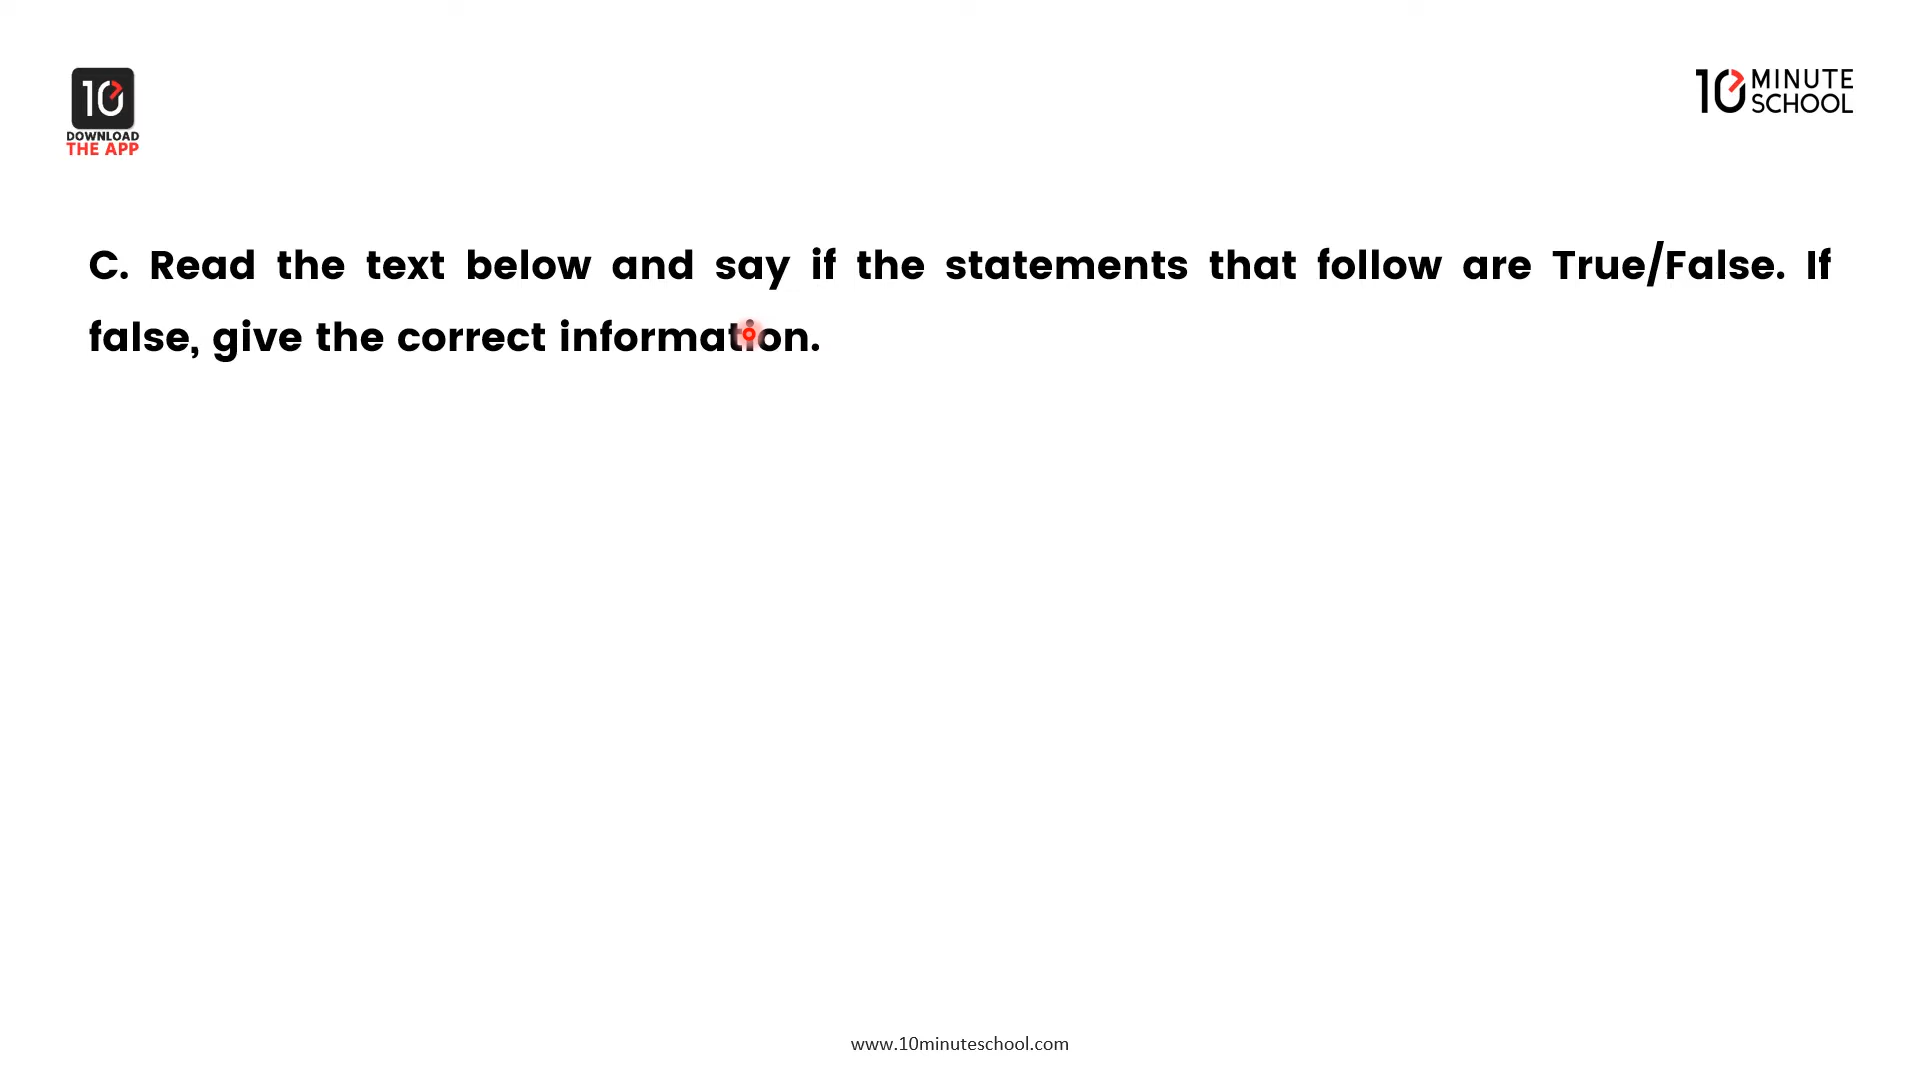 10
DOWNLOAD
THE APP
10 MINUTE
SCHOOL
C. Read the text below and say if the statements that follow are True/False. If
false, give the correct information.
www.10minuteschool.com